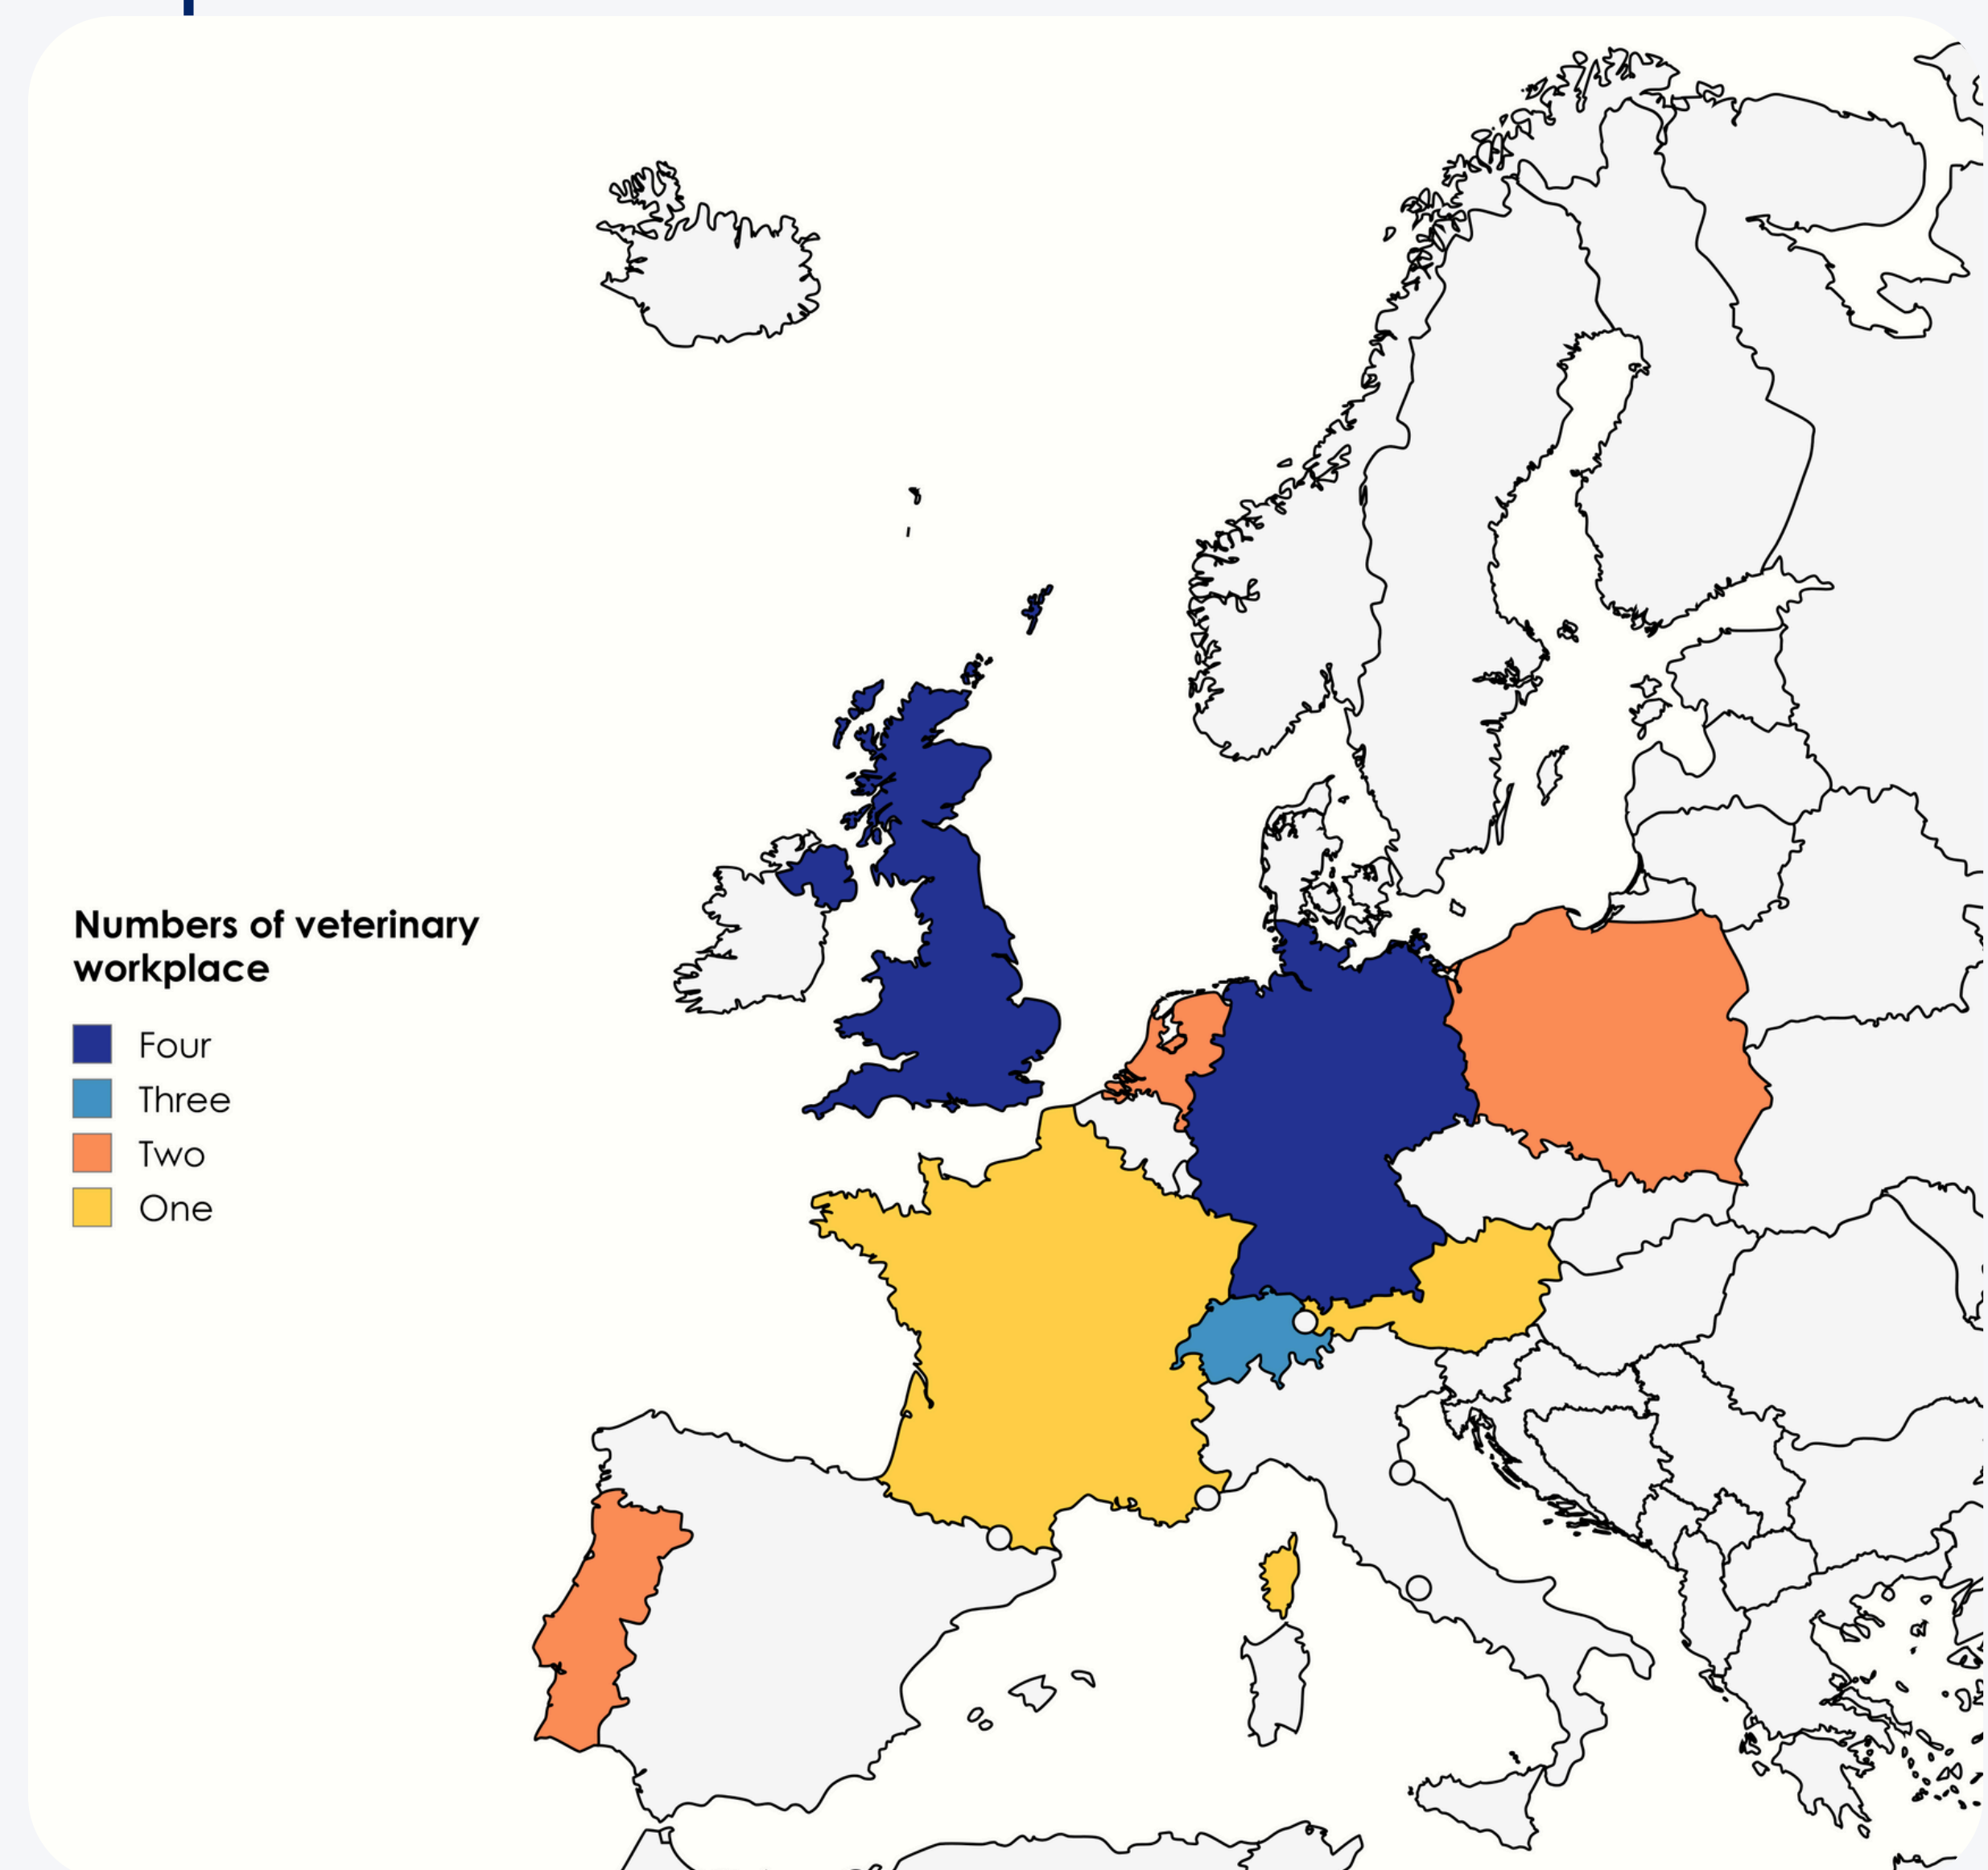 Numbers of veterinary
workplace
Four
Three
Two
One